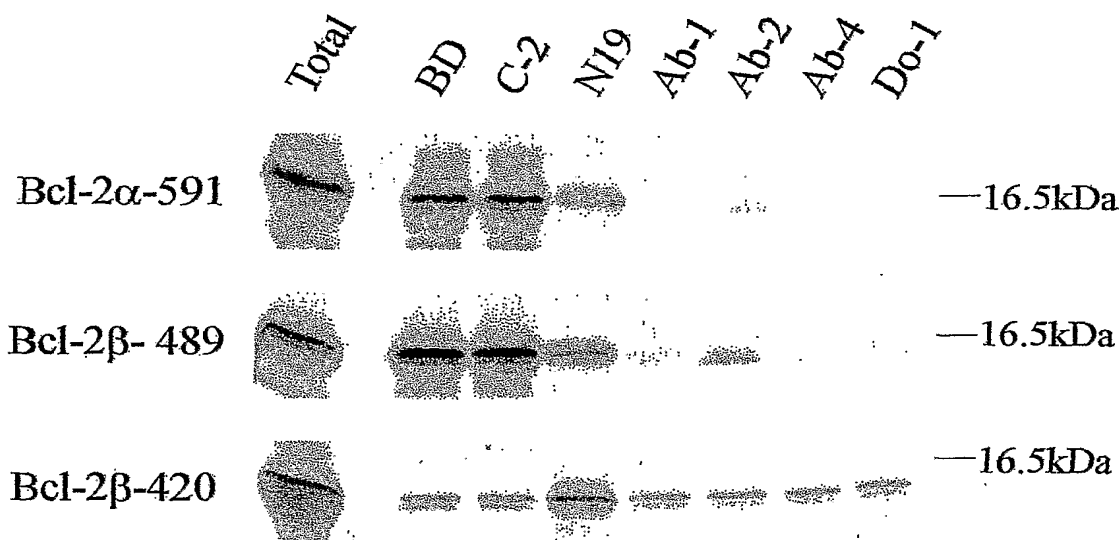 Total BD C-2 N19 Ab-1 Ab-2 Ab-4 Do-1
Bcl-2α-591 —16.5kDa
Bcl-2β- 489 —16.5kDa
Bcl-2β-420 —16.5kDa